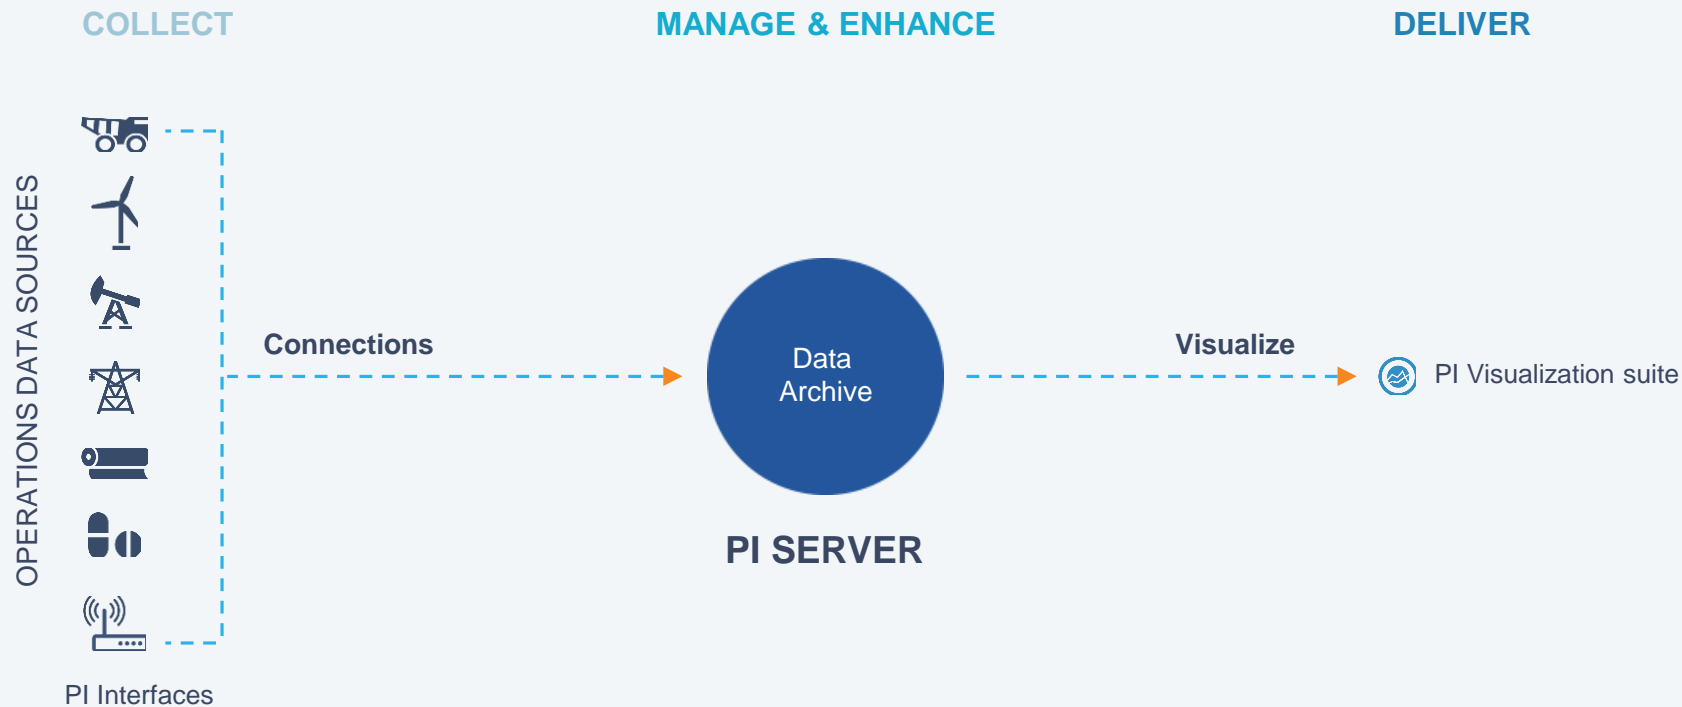 COLLECT
MANAGE & ENHANCE
DELIVER
OPERATIONS DATA SOURCES
Connections
Data
Archive
Visualize
PI Visualization suite
PI SERVER
PI Interfaces